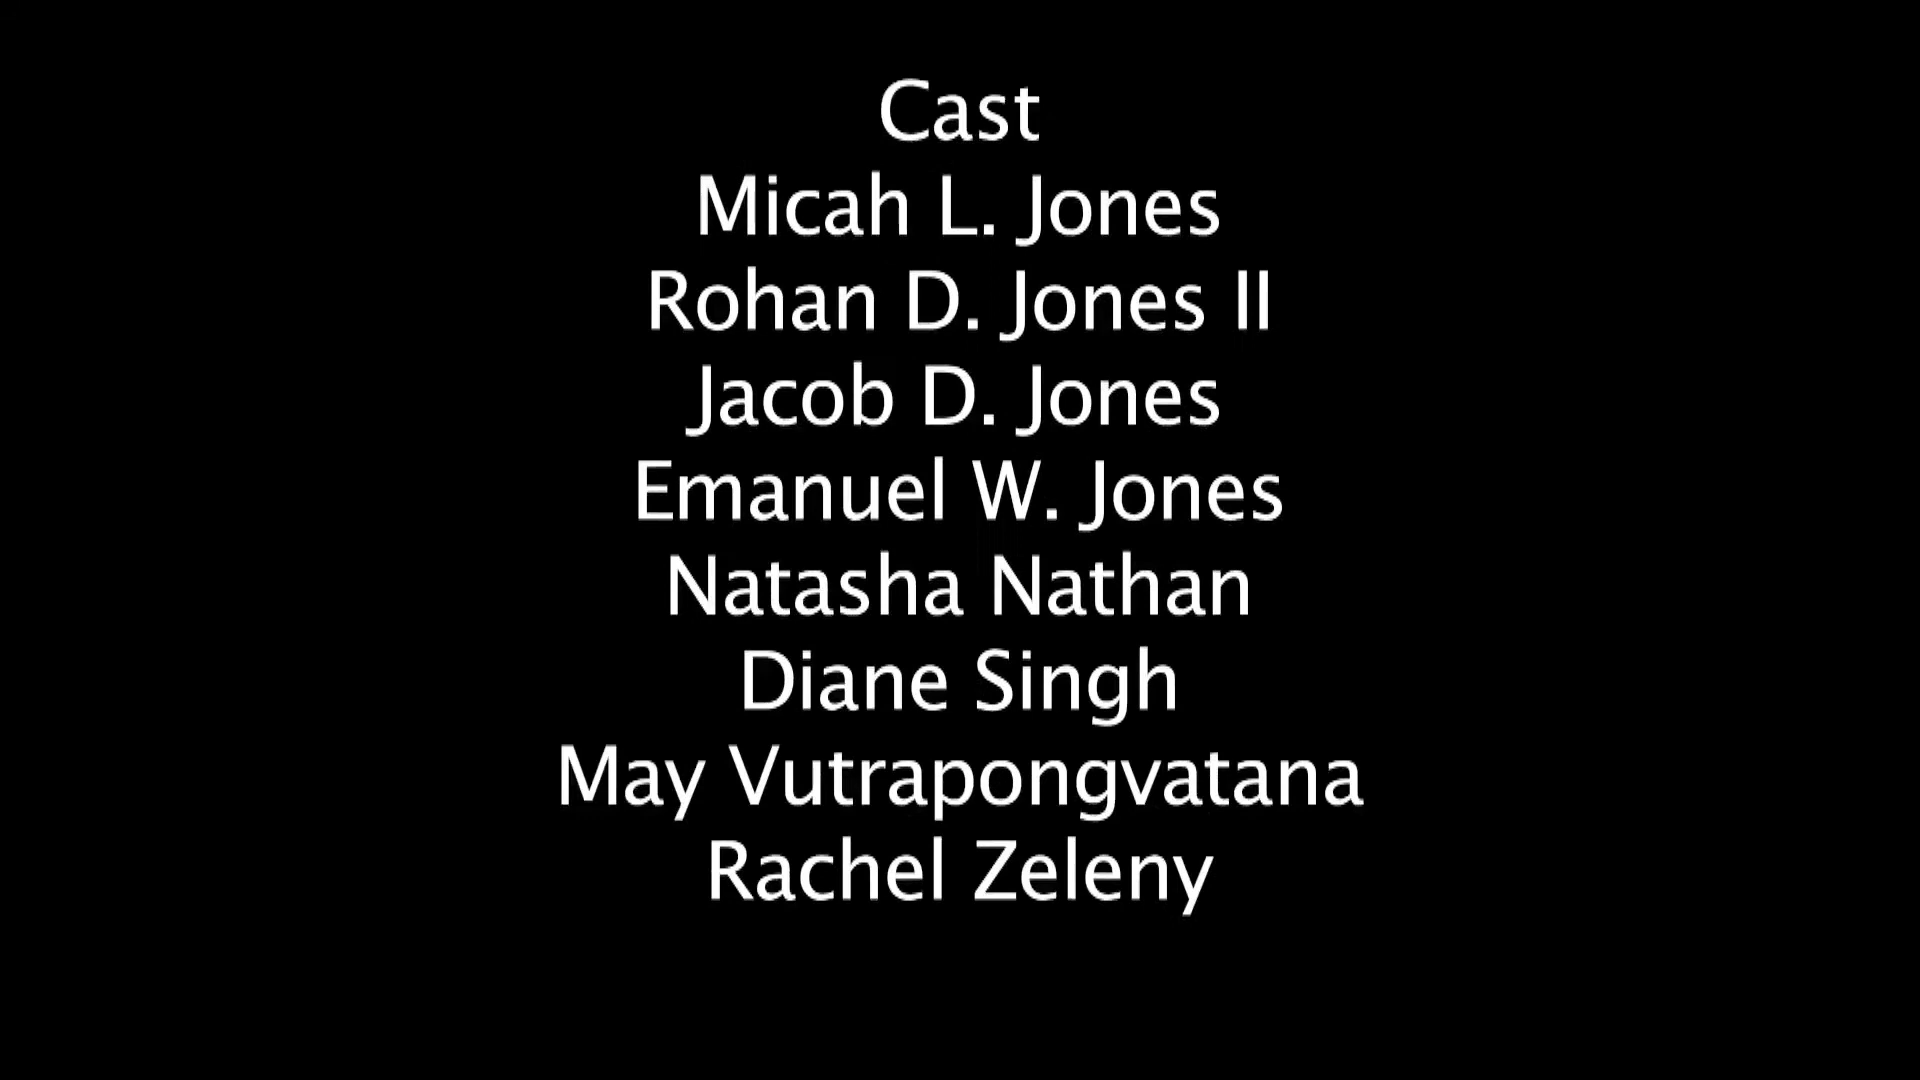 Cast
Micah L. Jones
Rohan D. Jones II
Jacob D. Jones
Emanuel W. Jones
Natasha Nathan
Diane Singh
May Vutrapongvatana
Rachel Zeleny